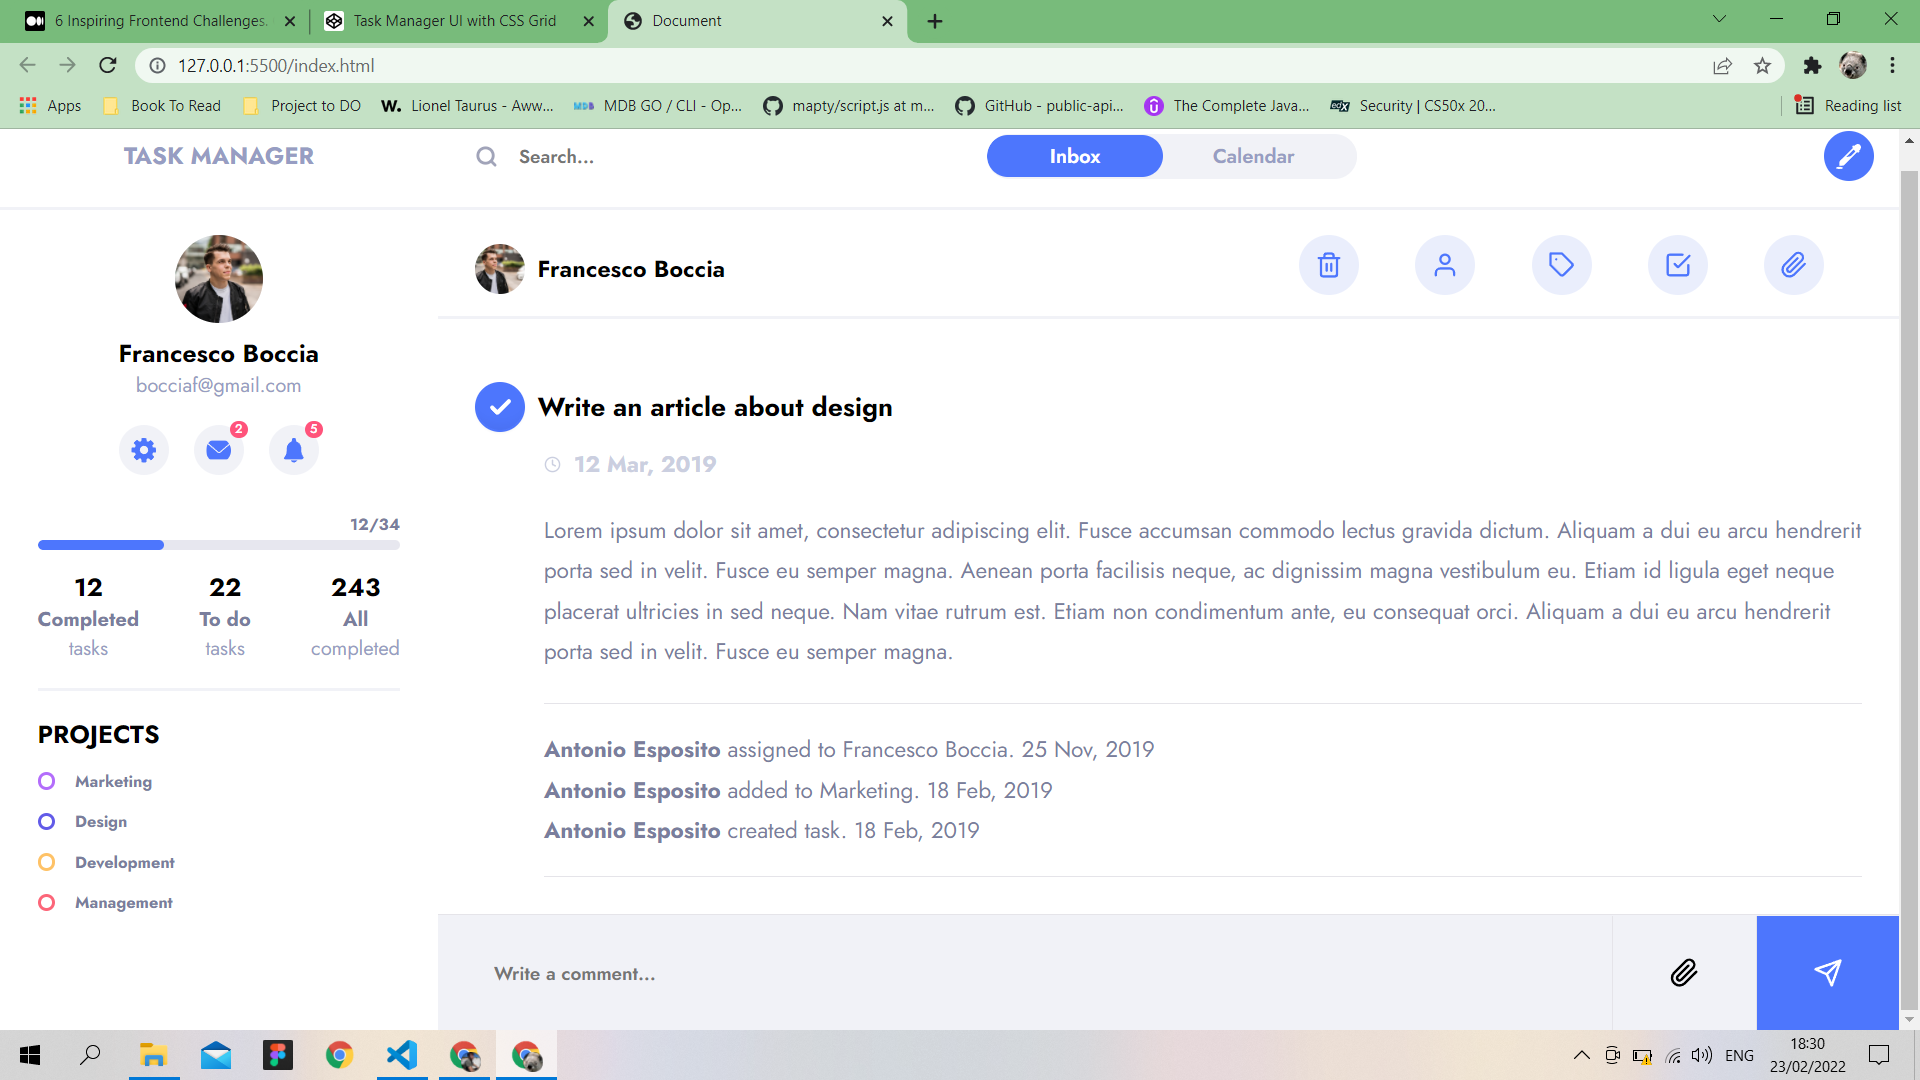 6 Inspiring Frontend Challenges.
Task Manager UI with CSS Grid
Document
127.0.0.1:5500/index.html
Apps
Book To Read
Project to DO
W. Lionel Taurus - Aww...
MDB MDB GO / CLI - Op...
mapty/script.js at m...
GitHub - public-api...
The Complete Java...
edX Security | CS50x 20...
Reading list
TASK MANAGER
Search...
Inbox
Calendar
Francesco Boccia
bocciaf@gmail.com
2
5
12/34
12
22
243
Completed
To do
All
tasks
tasks
completed
PROJECTS
Marketing
Design
Development
Management
Francesco Boccia
Write an article about design
12 Mar, 2019
Lorem ipsum dolor sit amet, consectetur adipiscing elit. Fusce accumsan commodo lectus gravida dictum. Aliquam a dui eu arcu hendrerit
porta sed in velit. Fusce eu semper magna. Aenean porta facilisis neque, ac dignissim magna vestibulum eu. Etiam id ligula eget neque
placerat ultricies in sed neque. Nam vitae rutrum est. Etiam non condimentum ante, eu consequat orci. Aliquam a dui eu arcu hendrerit
porta sed in velit. Fusce eu semper magna.
Antonio Esposito assigned to Francesco Boccia. 25 Nov, 2019
Antonio Esposito added to Marketing. 18 Feb, 2019
Antonio Esposito created task. 18 Feb, 2019
Write a comment...
ENG
18:30
23/02/2022